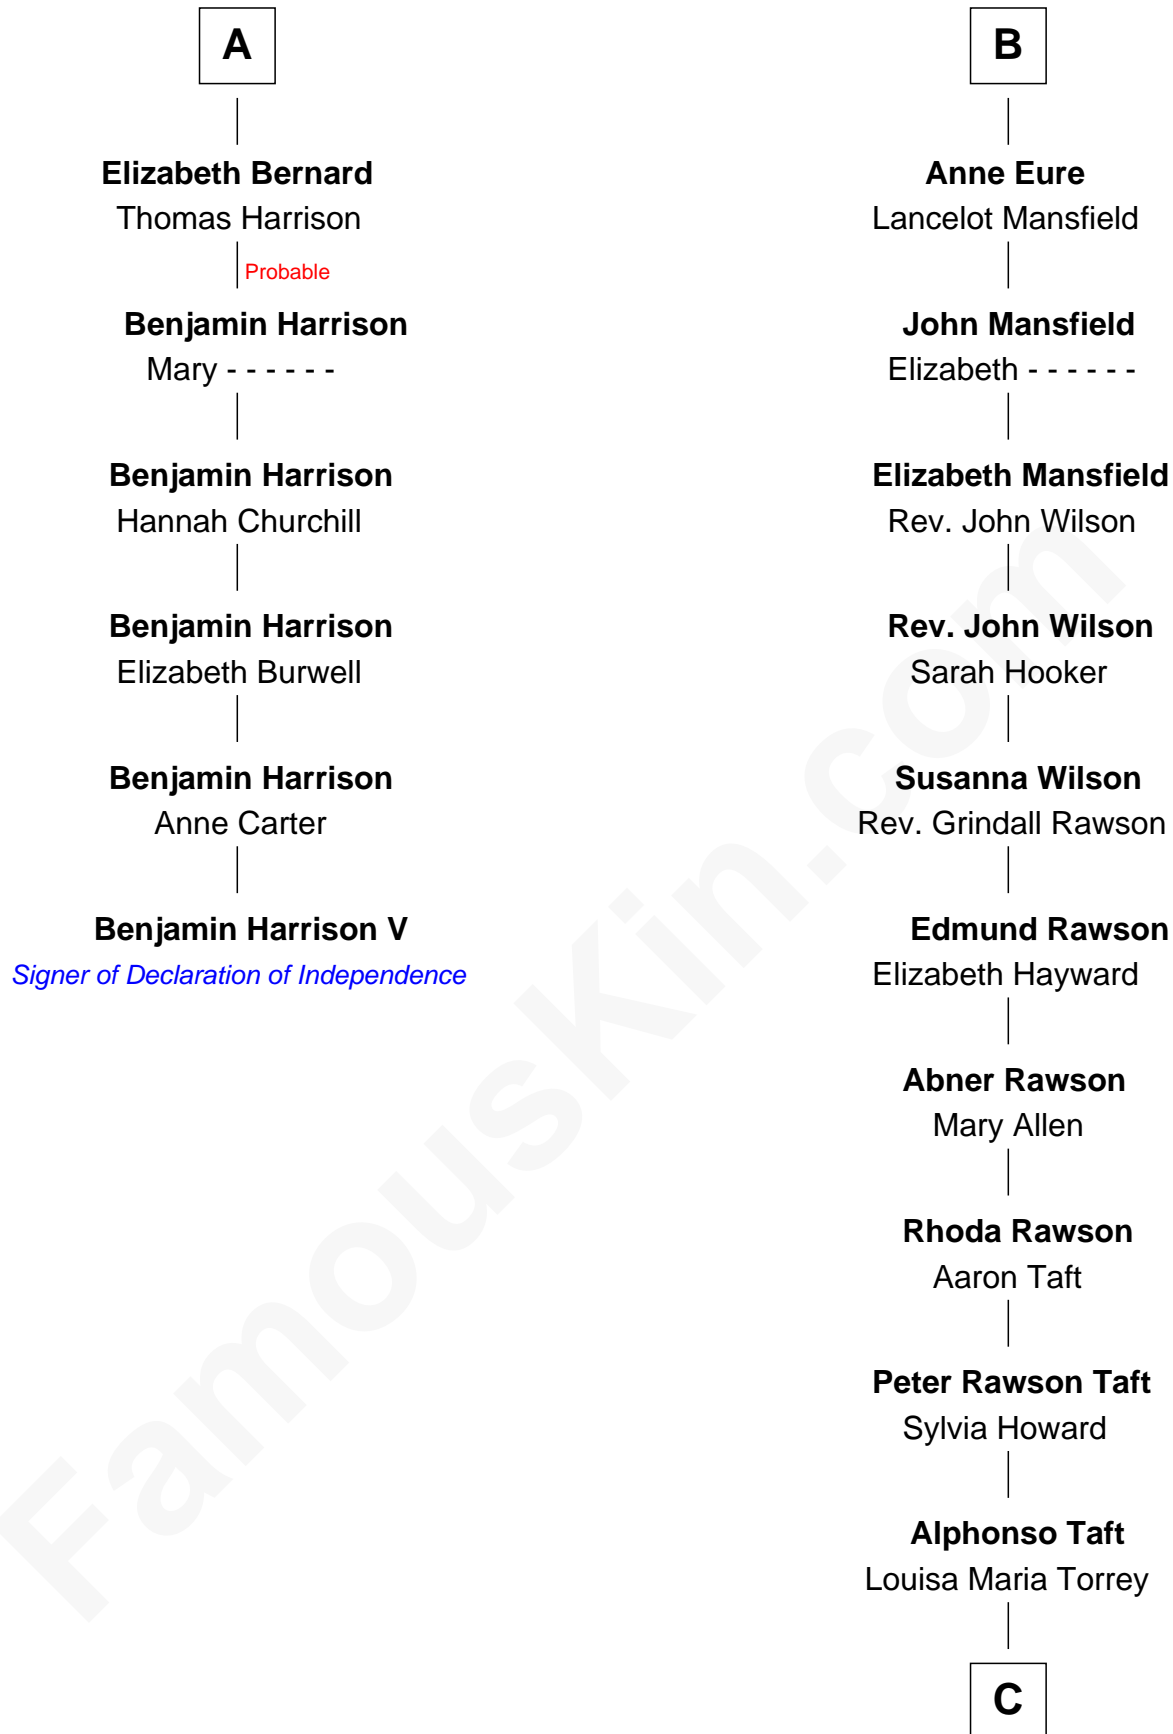 A
Elizabeth Bernard
Thomas Harrison
Probable
Benjamin Harrison
Mary - - - - - -
Benjamin Harrison
Hannah Churchill
Benjamin Harrison
Elizabeth Burwell
Benjamin Harrison
Anne Carter
Benjamin Harrison V
Signer of Declaration of Independence
B
Anne Eure
Lancelot Mansfield
John Mansfield
Elizabeth - - - - - -
Elizabeth Mansfield
Rev. John Wilson
Rev. John Wilson
Sarah Hooker
Susanna Wilson
Rev. Grindall Rawson
Edmund Rawson
Elizabeth Hayward
Abner Rawson
Mary Allen
Rhoda Rawson
Aaron Taft
Peter Rawson Taft
Sylvia Howard
Alphonso Taft
Louisa Maria Torrey
C
FamousKin.com